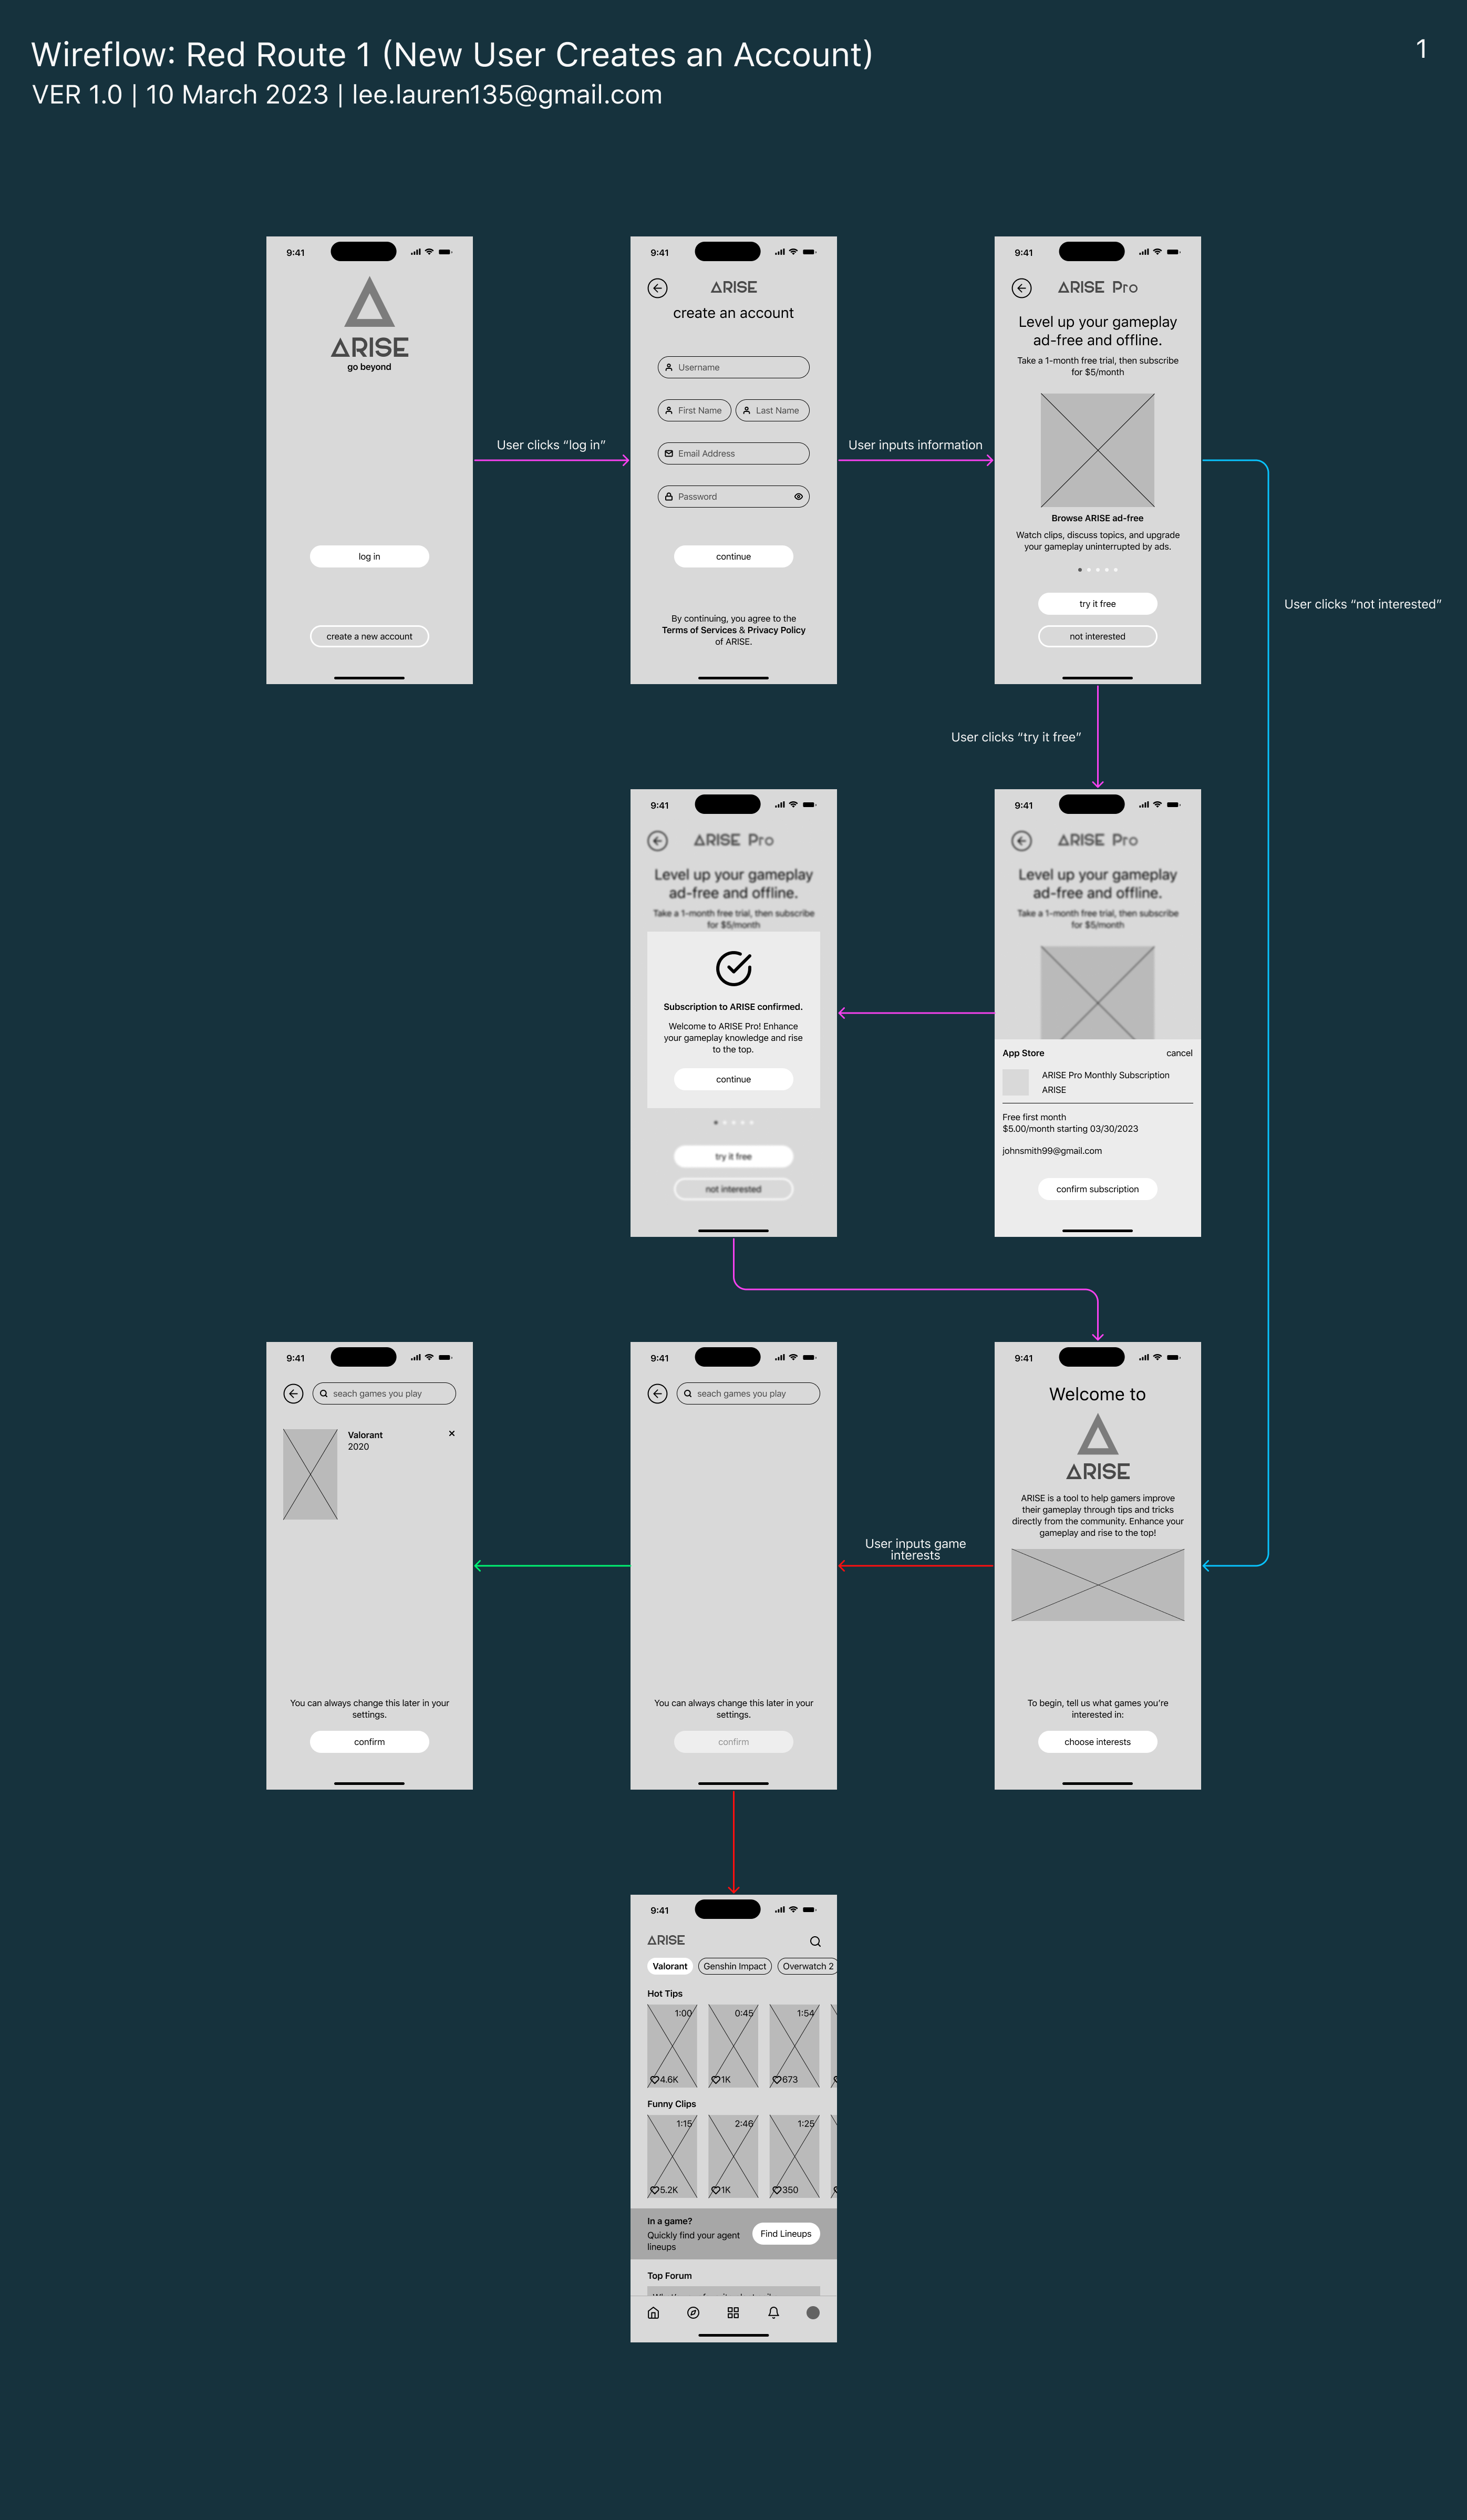 Wireflow: Red Route 1 (New User Creates an Account)
1
VER 1.0 | 10 March 2023 | lee.lauren135@gmail.com
9:41
ARISE
go beyond
log in
create a new account
User clicks “log in”
9:41
ARISE
create an account
Username
First Name
Last Name
Email Address
Password
continue
By continuing, you agree to the
Terms of Services & Privacy Policy
of ARISE.
User inputs information
9:41
ARISE Pro
Level up your gameplay
ad-free and offline.
Take a 1-month free trial, then subscribe
for $5/month
Browse ARISE ad-free
Watch clips, discuss topics, and upgrade
your gameplay uninterrupted by ads.
try it free
not interested
User clicks “not interested”
User clicks “try it free”
9:41
ARISE Pro
Level up your gameplay
ad-free and offline.
Take a 1-month free trial, then subscribe
for $5/month
Subscription to ARISE confirmed.
Welcome to ARISE Pro! Enhance
your gameplay knowledge and rise
to the top.
continue
try it free
not interested
9:41
ARISE Pro
Level up your gameplay
ad-free and offline.
Take a 1-month free trial, then subscribe
for $5/month
App Store
cancel
ARISE Pro Monthly Subscription
ARISE
Free first month
$5.00/month starting 03/30/2023
johnsmith99@gmail.com
confirm subscription
9:41
seach games you play
Valorant
2020
You can always change this later in your
settings.
confirm
9:41
seach games you play
You can always change this later in your
settings.
confirm
User inputs game
interests
9:41
Welcome to
ARISE
ARISE is a tool to help gamers improve
their gameplay through tips and tricks
directly from the community. Enhance your
gameplay and rise to the top!
To begin, tell us what games you’re
interested in:
choose interests
9:41
ARISE
Valorant
Genshin Impact
Overwatch 2
Hot Tips
1:00
0:45
1:54
4.6K
1K
673
Funny Clips
1:15
2:46
1:25
5.2K
1K
350
In a game?
Quickly find your agent
lineups
Find Lineups
Top Forum